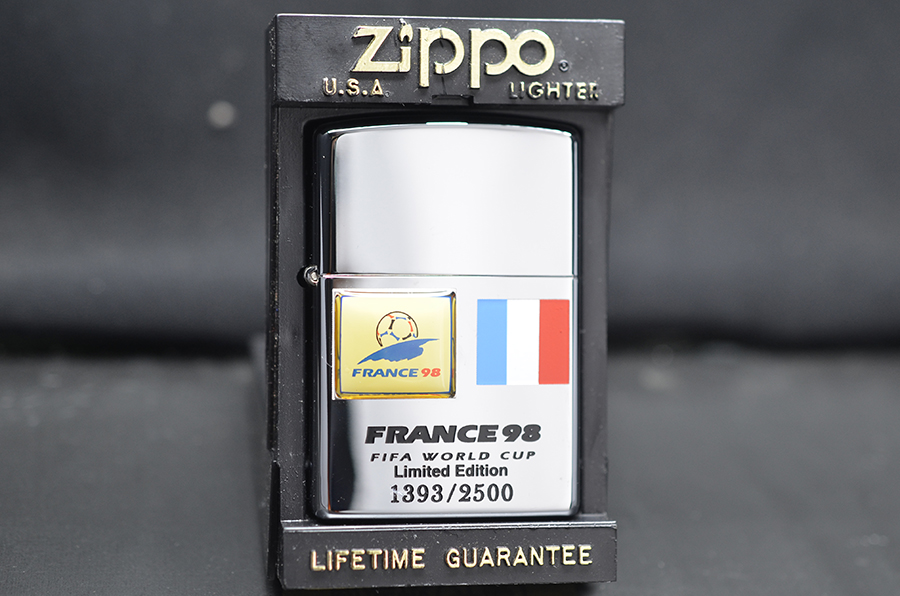 Zippo®
U.S.A LIGHTER
FRANCE 98
FRANCE 98
FIFA WORLD CUP
Limited Edition
1393/2500
LIFETIME GUARANTEE